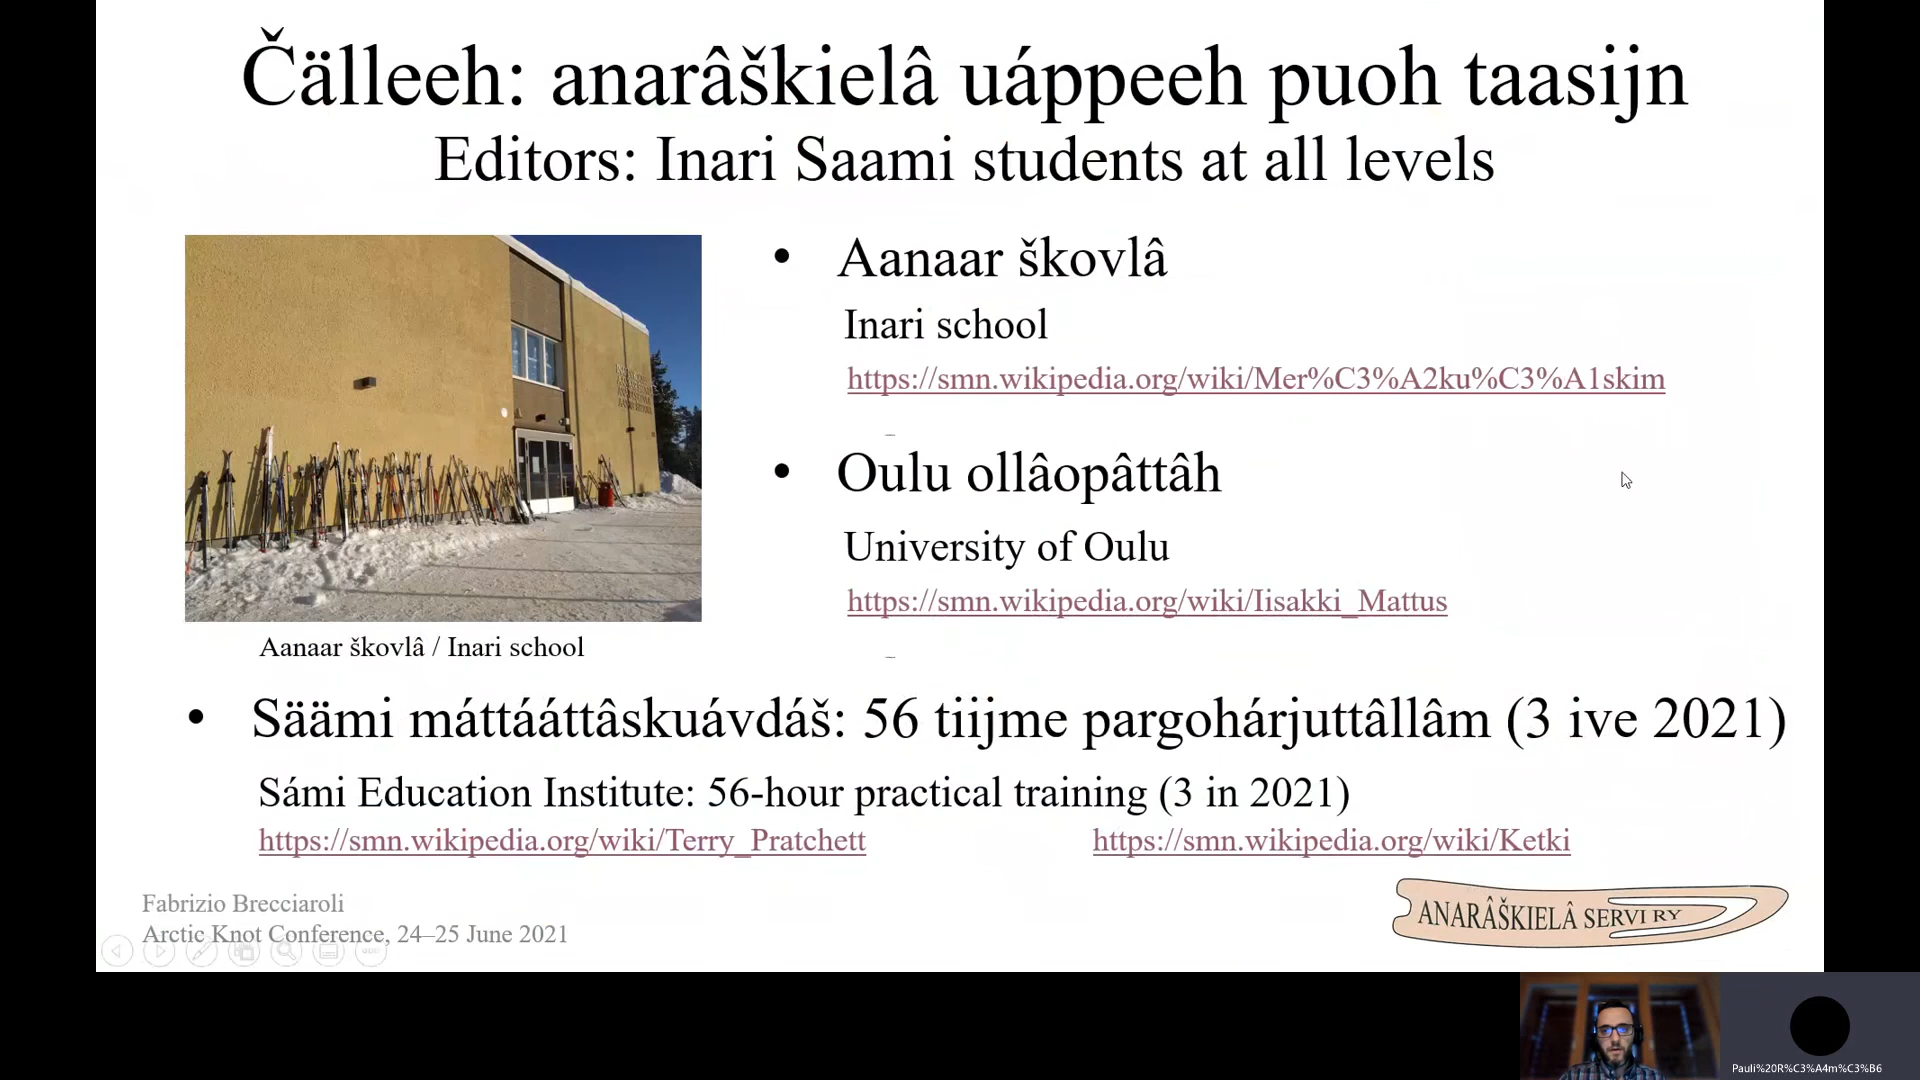 Čälleeh: anarâškielâ uáppeeh puoh taasijn
Editors: Inari Saami students at all levels
• Aanaar škovlâ
Inari school
https://smn.wikipedia.org/wiki/Mer%C3%A2ku%C3%A1skim
• Oulu ollâopâttâh
University of Oulu
https://smn.wikipedia.org/wiki/Iisakki_Mattus
Aanaar škovlâ / Inari school
• Säämi máttááttâskuávdáš: 56 tiijme pargohárjuttâllâm (3 ive 2021)
Sámi Education Institute: 56-hour practical training (3 in 2021)
https://smn.wikipedia.org/wiki/Terry_Pratchett
https://smn.wikipedia.org/wiki/Ketki
Fabrizio Brecciaroli
Arctic Knot Conference, 24–25 June 2021
ANARÂŠKIELÂ SERVI RY
Pauli%20R%C3%A4m%C3%B6